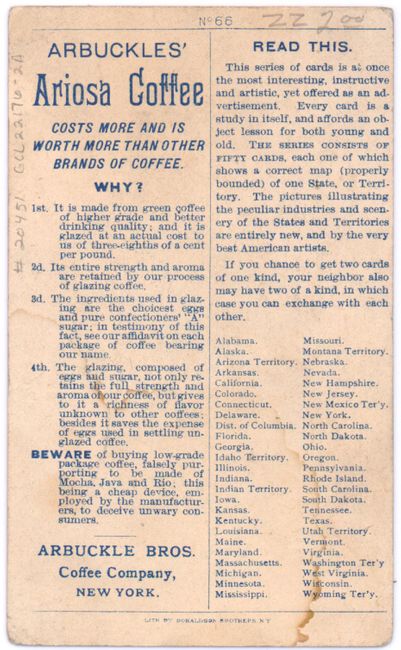 No 66
22 200
# 20451 GCL22176-2A
ARBUCKLES'
Ariosa Coffee
COSTS MORE AND IS
WORTH MORE THAN OTHER
BRANDS OF COFFEE.
WHY?
1st. It is made from green coffee
of higher grade and better
drinking quality; and it is
glazed at an actual cost to
us of three-eighths of a cent
per pound.
2d. Its entire strength and aroma
are retained by our process
of glazing coffee.
3d. The ingredients used in glaz-
ing are the choicest eggs
and pure confectioners' "A"
sugar; in testimony of this
fact, see our affidavit on each
package of coffee bearing
our name.
4th. The glazing, composed of
eggs and sugar, not only re-
tains the full strength and
aroma of our coffee, but gives
to it a richness of flavor
unknown to other coffees;
besides it saves the expense
of eggs used in settling un-
glazed coffee.
BEWARE of buying low-grade
package coffee, falsely pur-
porting to be made of
Mocha, Java and Rio; this
being a cheap device, em-
ployed by the manufactur-
ers, to deceive unwary con-
sumers.
ARBUCKLE BROS.
Coffee Company,
NEW YORK.
READ THIS.
This series of cards is at once
the most interesting, instructive
and artistic, yet offered as an ad-
vertisement. Every card is a
study in itself, and affords an ob-
ject lesson for both young and
old. THE SERIES CONSISTS OF
FIFTY CARDS, each one of which
shows a correct map (properly
bounded) of one State, or Terri-
tory. The pictures illustrating
the peculiar industries and scen-
ery of the States and Territories
are entirely new, and by the very
best American artists.
If you chance to get two cards
of one kind, your neighbor also
may have two of a kind, in which
case you can exchange with each
other.
Alabama. Missouri.
Alaska. Montana Territory.
Arizona Territory. Nebraska.
Arkansas. Nevada.
California. New Hampshire.
Colorado. New Jersey.
Connecticut. New Mexico Ter'y.
Delaware. New York.
Dist. of Columbia. North Carolina.
Florida. North Dakota.
Georgia. Ohio.
Idaho Territory. Oregon.
Illinois. Pennsylvania.
Indiana. Rhode Island.
Indian Territory. South Carolina.
Iowa. South Dakota.
Kansas. Tennessee.
Kentucky. Texas.
Louisiana. Utah Territory.
Maine. Vermont.
Maryland. Virginia.
Massachusetts. Washington Ter'y
Michigan. West Virginia.
Minnesota. Wisconsin.
Mississippi. Wyoming Ter'y.
LITH BY DONALDSON BROTHERS, N.Y